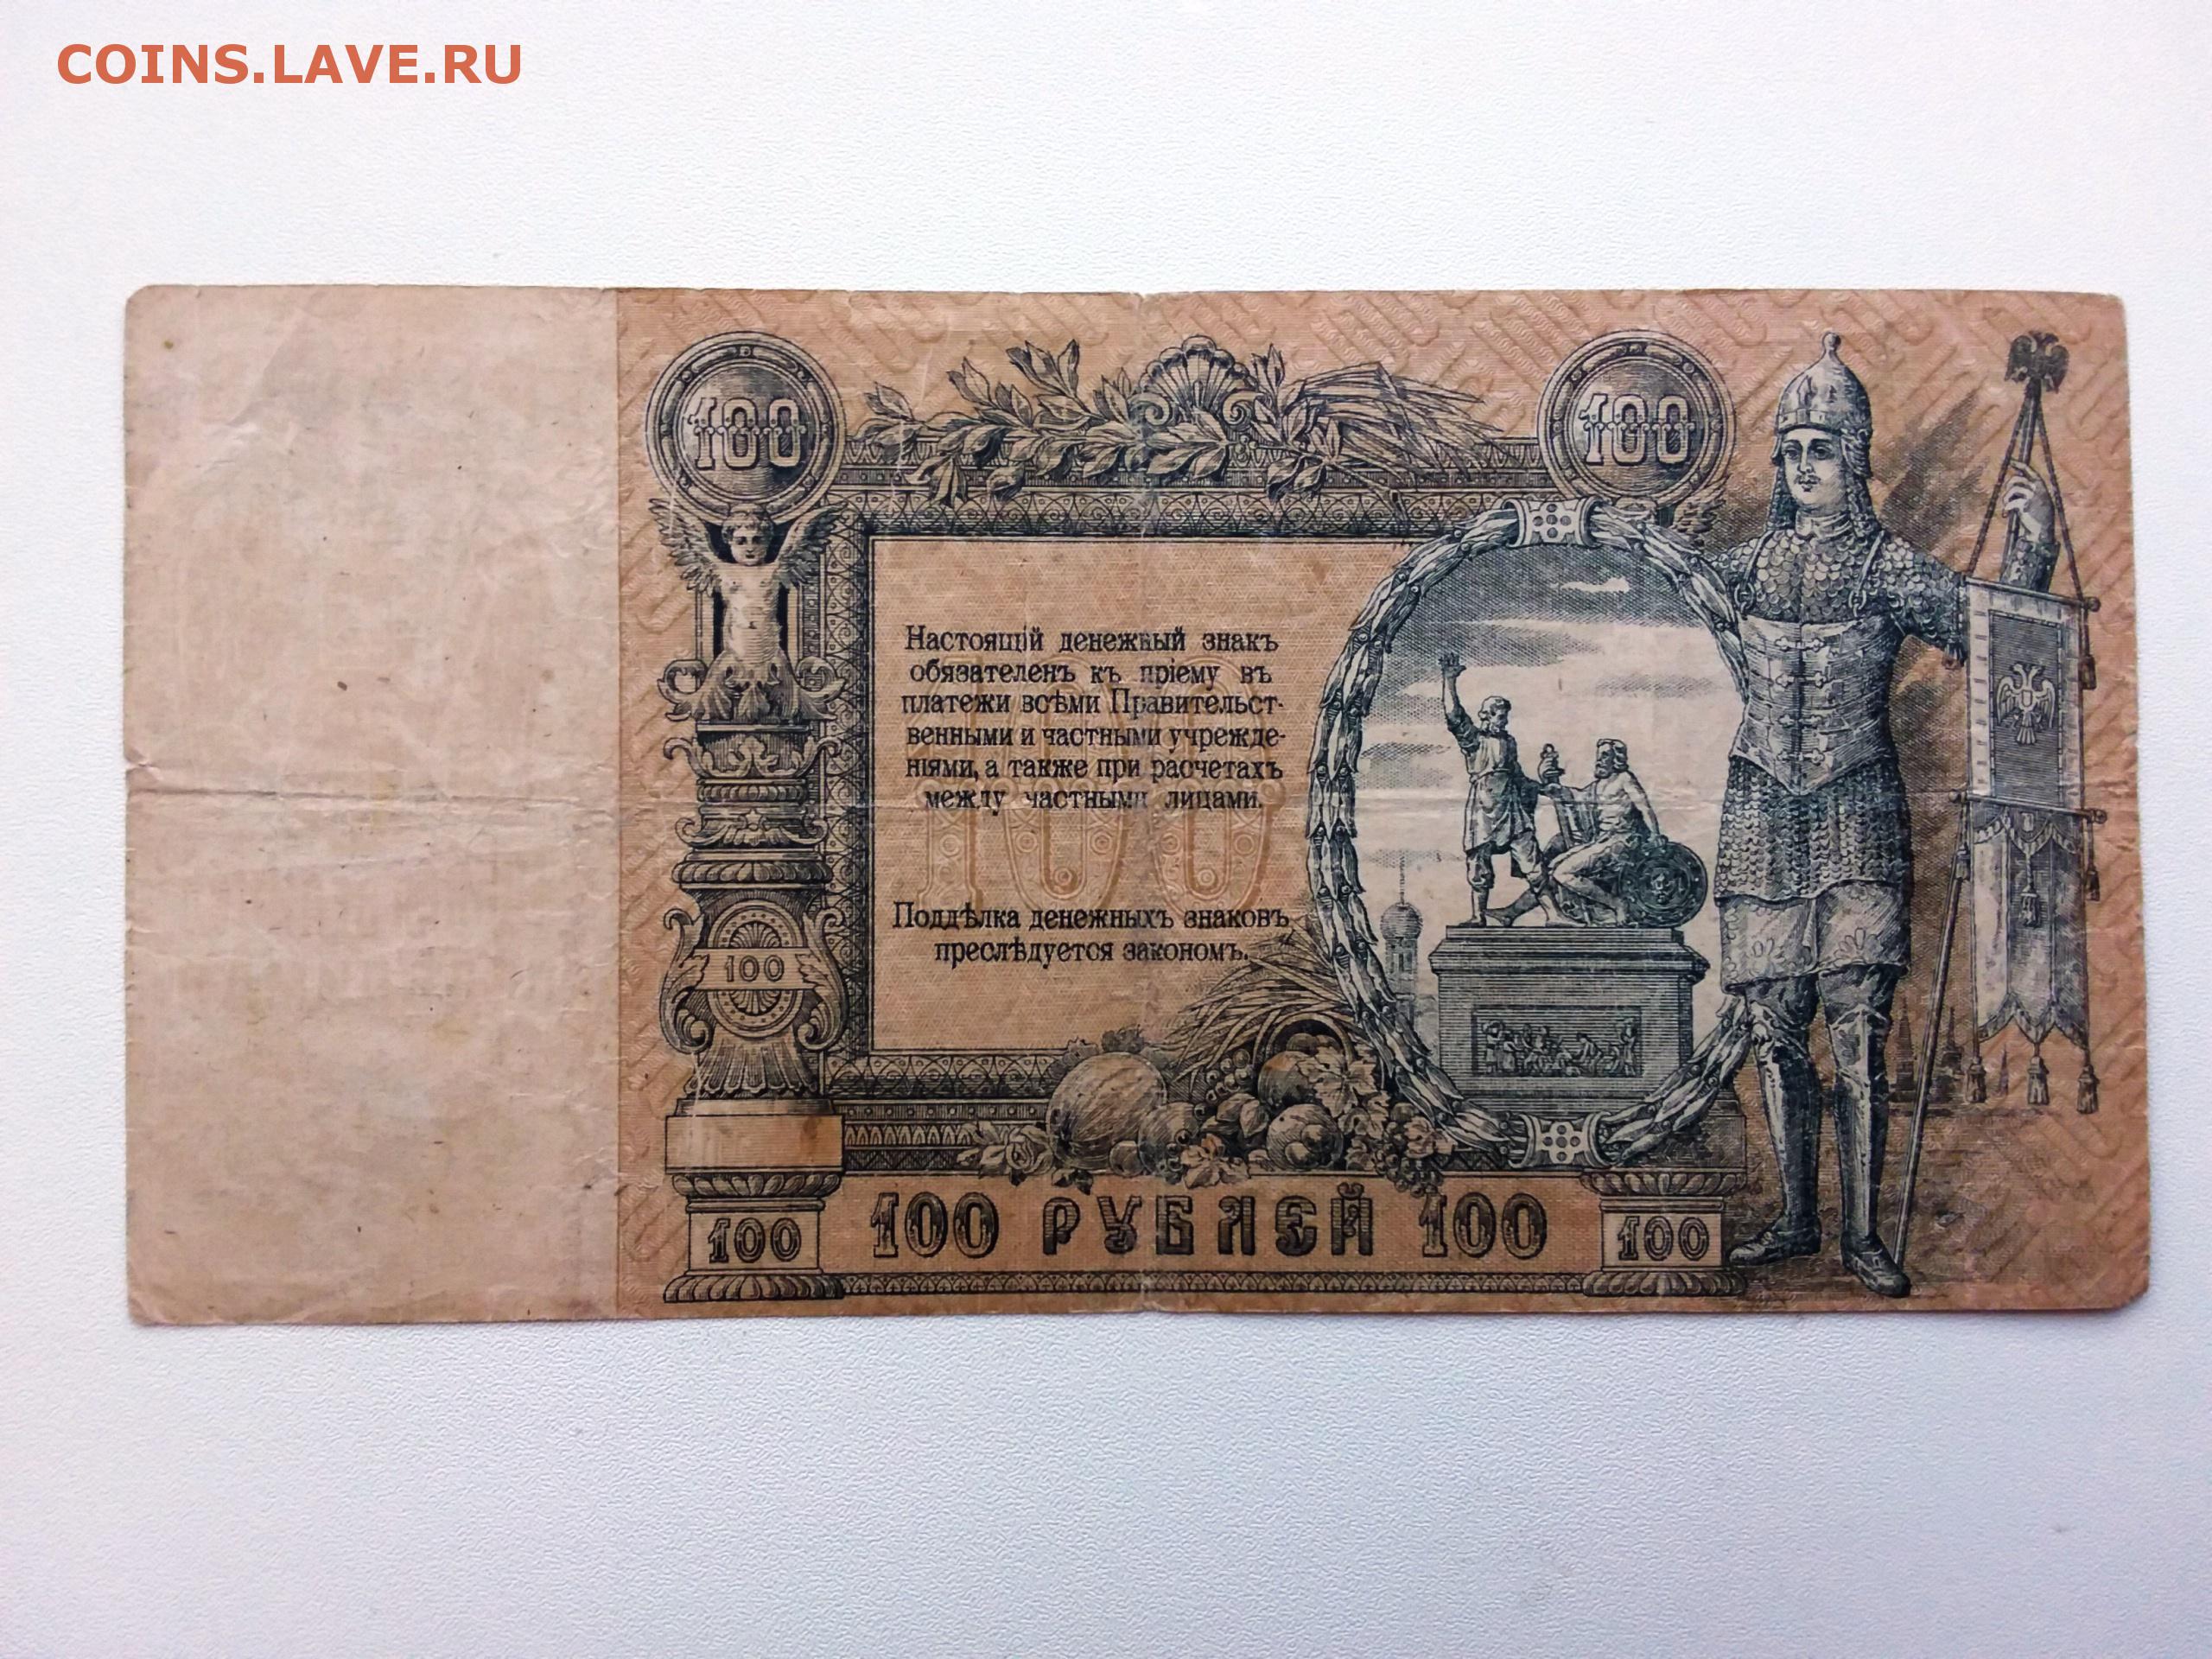 COINS.LAVE.RU
100
100
Настоящій денежный знакъ
обязателенъ къ пріему въ
платежи всѣми Правительст-
венными и частными учрежде-
ніями, а также при расчетахъ
между частными лицами.
100
Поддѣлка денежныхъ знаковъ
преслѣдуется закономъ.
100
100
100 РУБЛЕЙ 100
100